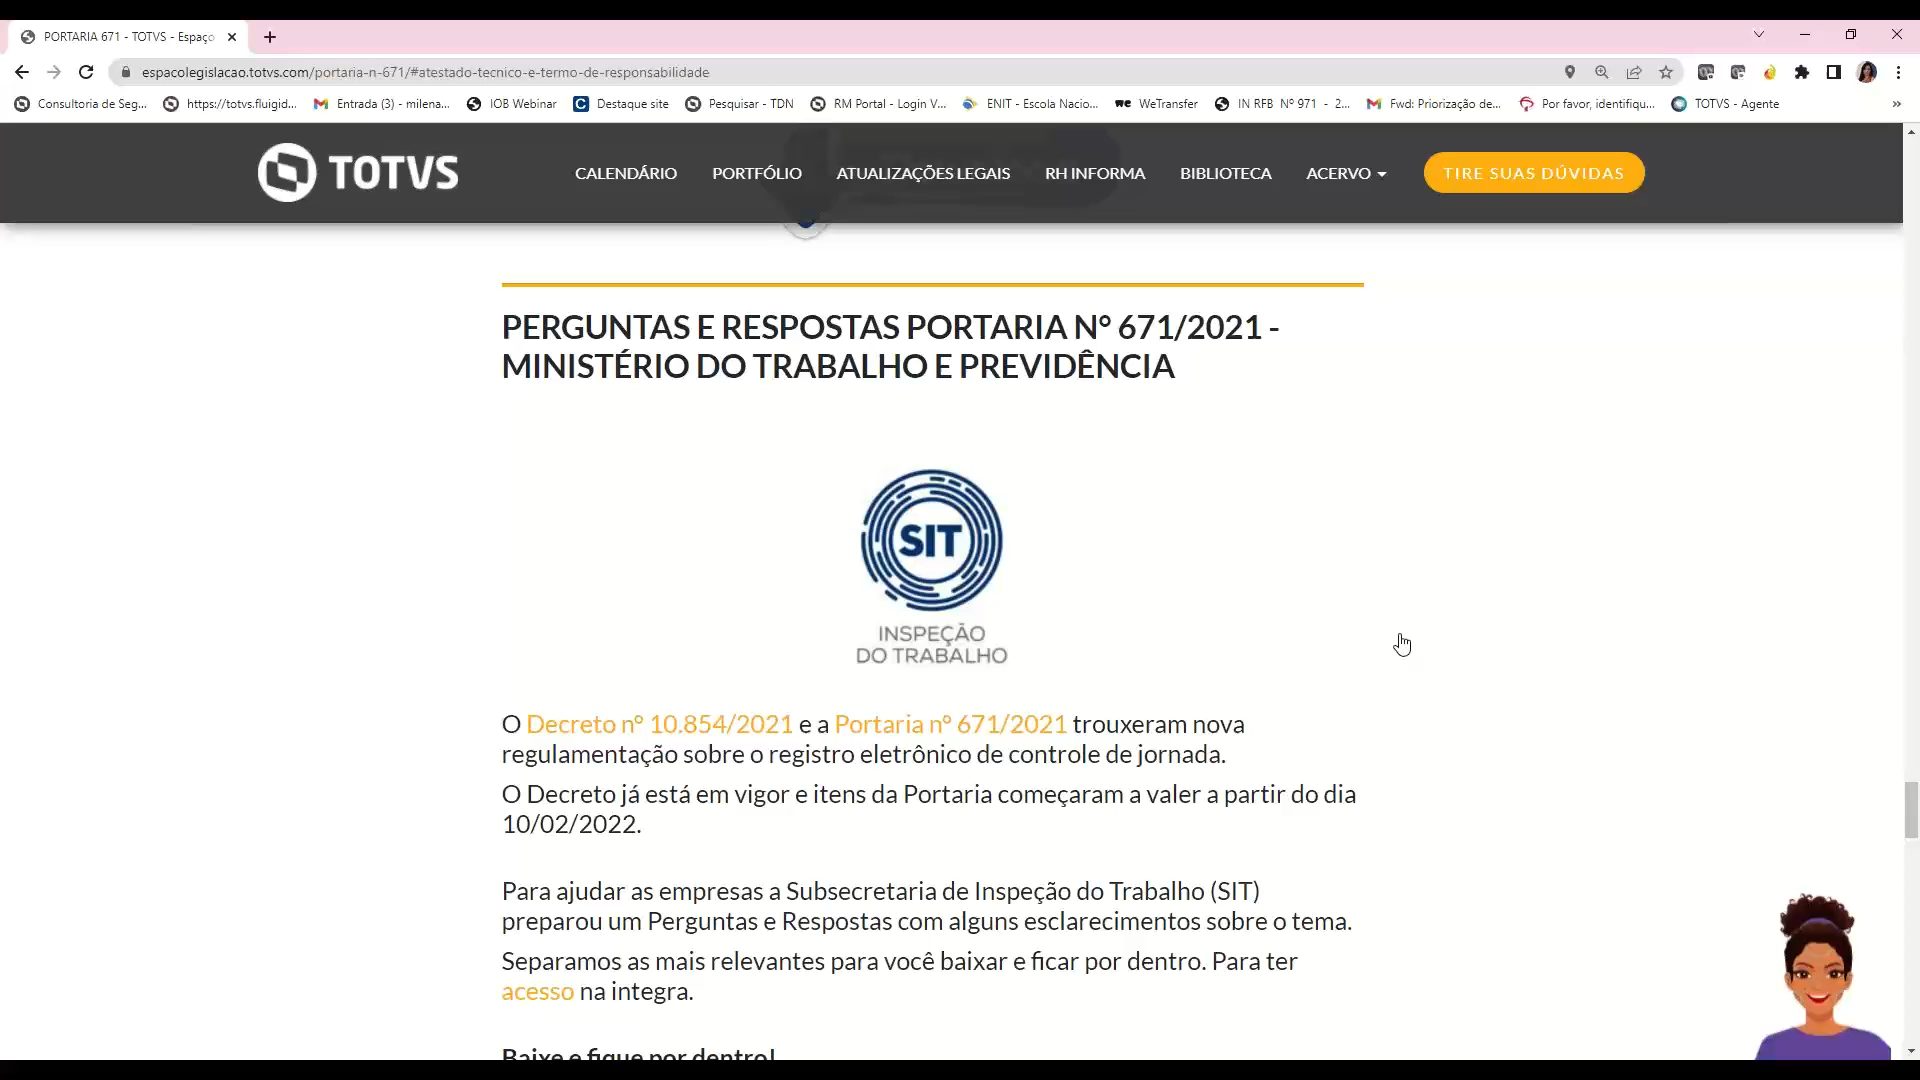 PORTARIA 671 - TOTVS - Espaço
espacolegislacao.totvs.com/portaria-n-671/#atestado-tecnico-e-termo-de-responsabilidade
Consultoria de Seg... https://totvs.fluigid... Entrada (3) - milena... IOB Webinar Destaque site Pesquisar - TDN RM Portal - Login V... ENIT - Escola Nacio... WeTransfer IN RFB Nº 971 - 2... Fwd: Priorização de... Por favor, identifiqu... TOTVS - Agente
TOTVS CALENDÁRIO PORTFÓLIO ATUALIZAÇÕES LEGAIS RH INFORMA BIBLIOTECA ACERVO TIRE SUAS DÚVIDAS
PERGUNTAS E RESPOSTAS PORTARIA Nº 671/2021 -
MINISTÉRIO DO TRABALHO E PREVIDÊNCIA
SIT
INSPEÇÃO
DO TRABALHO
O Decreto nº 10.854/2021 e a Portaria nº 671/2021 trouxeram nova
regulamentação sobre o registro eletrônico de controle de jornada.
O Decreto já está em vigor e itens da Portaria começaram a valer a partir do dia
10/02/2022.
Para ajudar as empresas a Subsecretaria de Inspeção do Trabalho (SIT)
preparou um Perguntas e Respostas com alguns esclarecimentos sobre o tema.
Separamos as mais relevantes para você baixar e ficar por dentro. Para ter
acesso na integra.
Baixe e fique por dentro!